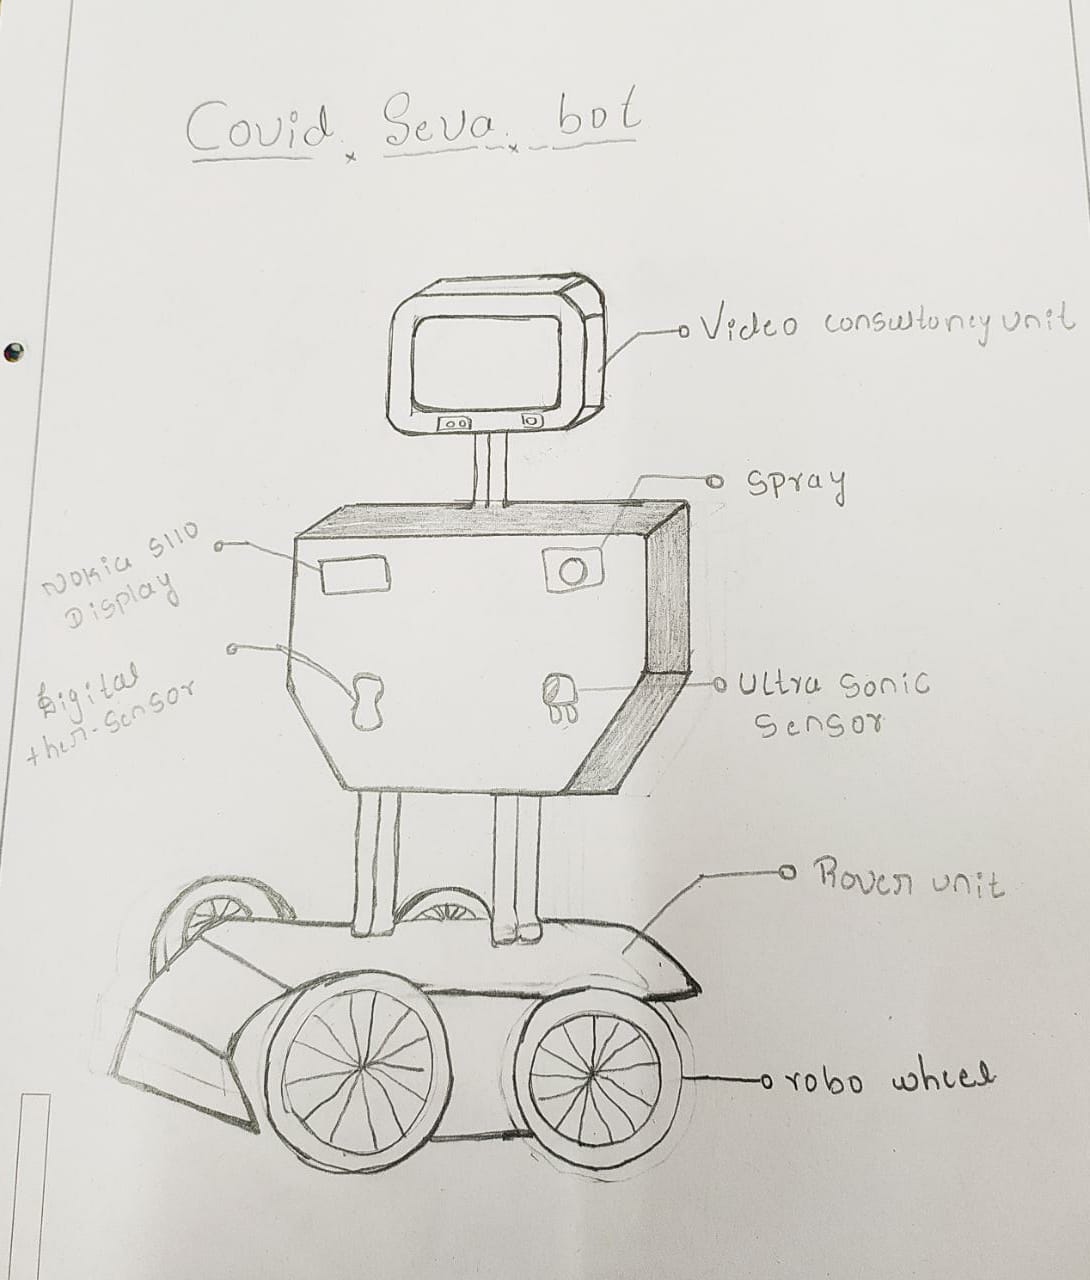 Covid Seva bot
Video consultancy unit
Spray
Nokia 5110
Display
Digital
ther-Sensor
Ultra Sonic
Sensor
Rover unit
robo wheel